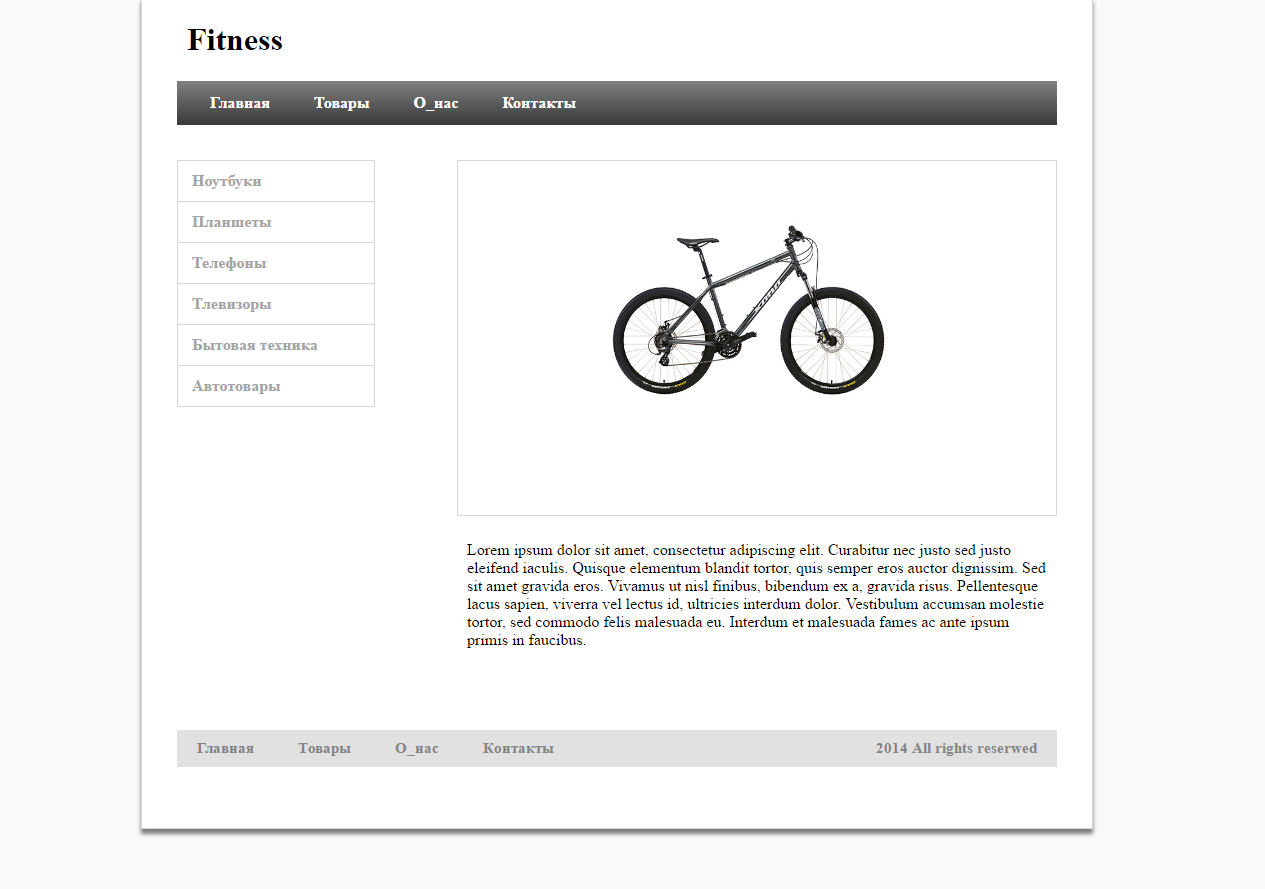 Fitness
Главная Товары О_нас Контакты
Ноутбуки
Планшеты
Телефоны
Тлевизоры
Бытовая техника
Автотовары
Lorem ipsum dolor sit amet, consectetur adipiscing elit. Curabitur nec justo sed justo
eleifend iaculis. Quisque elementum blandit tortor, quis semper eros auctor dignissim. Sed
sit amet gravida eros. Vivamus ut nisl finibus, bibendum ex a, gravida risus. Pellentesque
lacus sapien, viverra vel lectus id, ultricies interdum dolor. Vestibulum accumsan molestie
tortor, sed commodo felis malesuada eu. Interdum et malesuada fames ac ante ipsum
primis in faucibus.
Главная Товары О_нас Контакты 2014 All rights reserwed